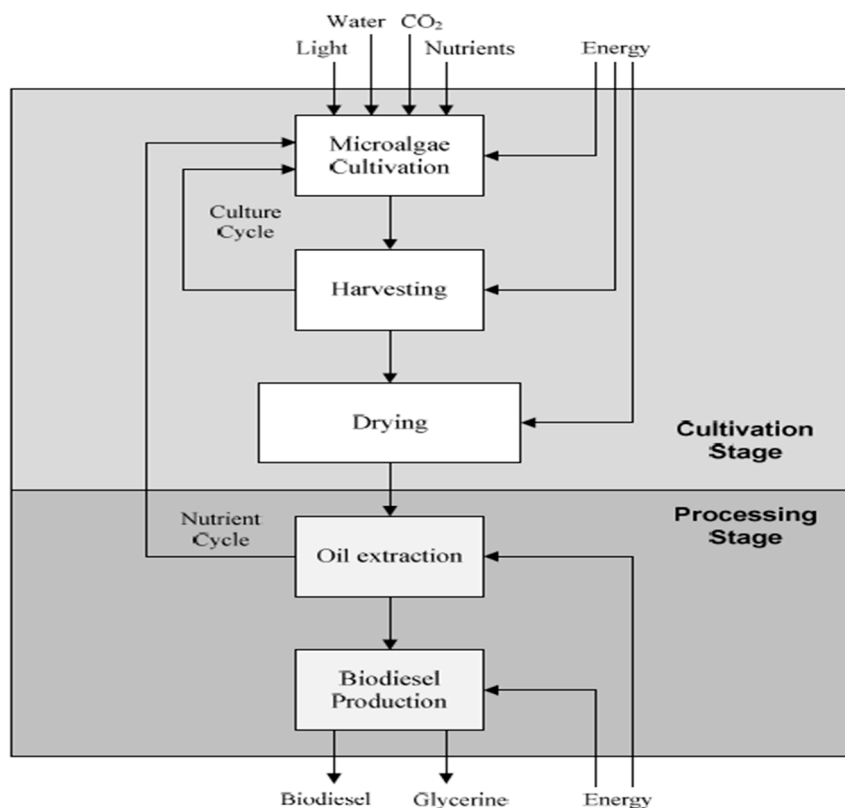 Water CO₂
Light Nutrients Energy
Microalgae
Cultivation
Culture
Cycle
Harvesting
Drying
Cultivation
Stage
Processing
Stage
Nutrient
Cycle
Oil extraction
Biodiesel
Production
Biodiesel Glycerine Energy